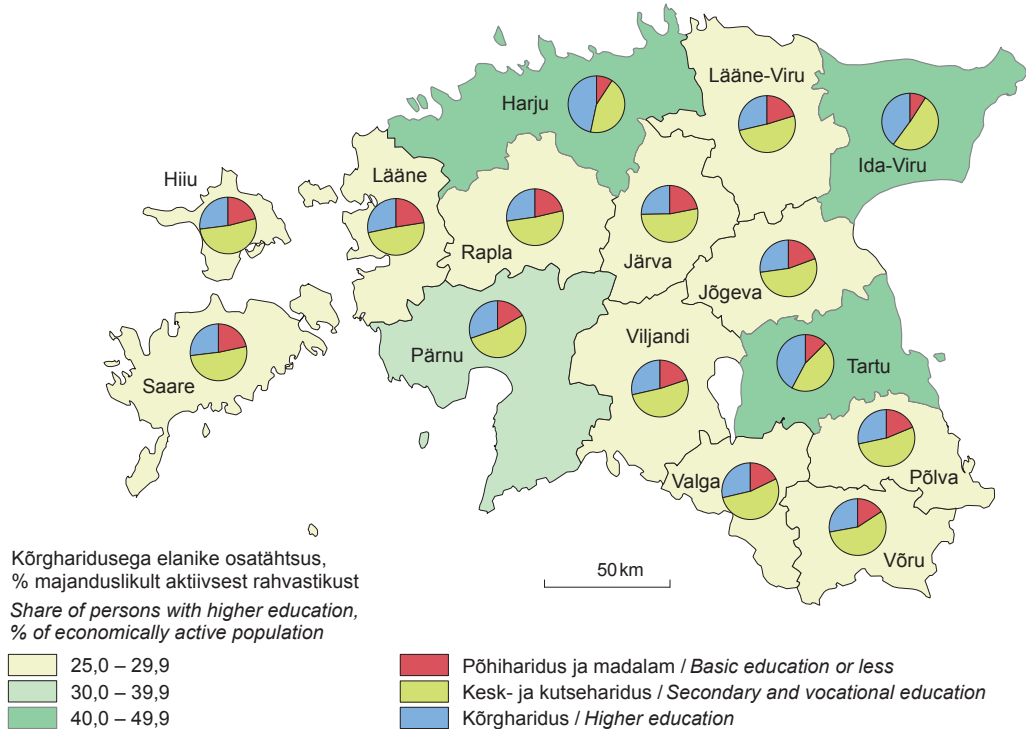 Lääne-Viru
Harju
Ida-Viru
Hiiu
Lääne
Rapla
Järva
Jõgeva
Pärnu
Viljandi
Tartu
Saare
Valga
Põlva
Võru
50 km
Kõrgharidusega elanike osatähtsus,
% majanduslikult aktiivsest rahvastikust
Share of persons with higher education,
% of economically active population
25,0 – 29,9
30,0 – 39,9
40,0 – 49,9
Põhiharidus ja madalam / Basic education or less
Kesk- ja kutseharidus / Secondary and vocational education
Kõrgharidus / Higher education